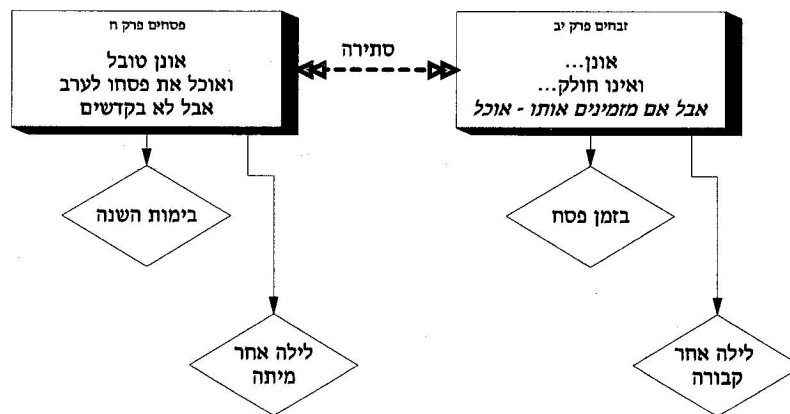 פסחים פרק ח
אונן טובל
ואוכל את פסחו לערב
אבל לא בקדשים
סתירה
זבחים פרק יב
אונן...
ואינו חולק...
אבל אם מזמינים אותו - אוכל
בימות השנה
בזמן פסח
לילה אחר
מיתה
לילה אחר
קבורה